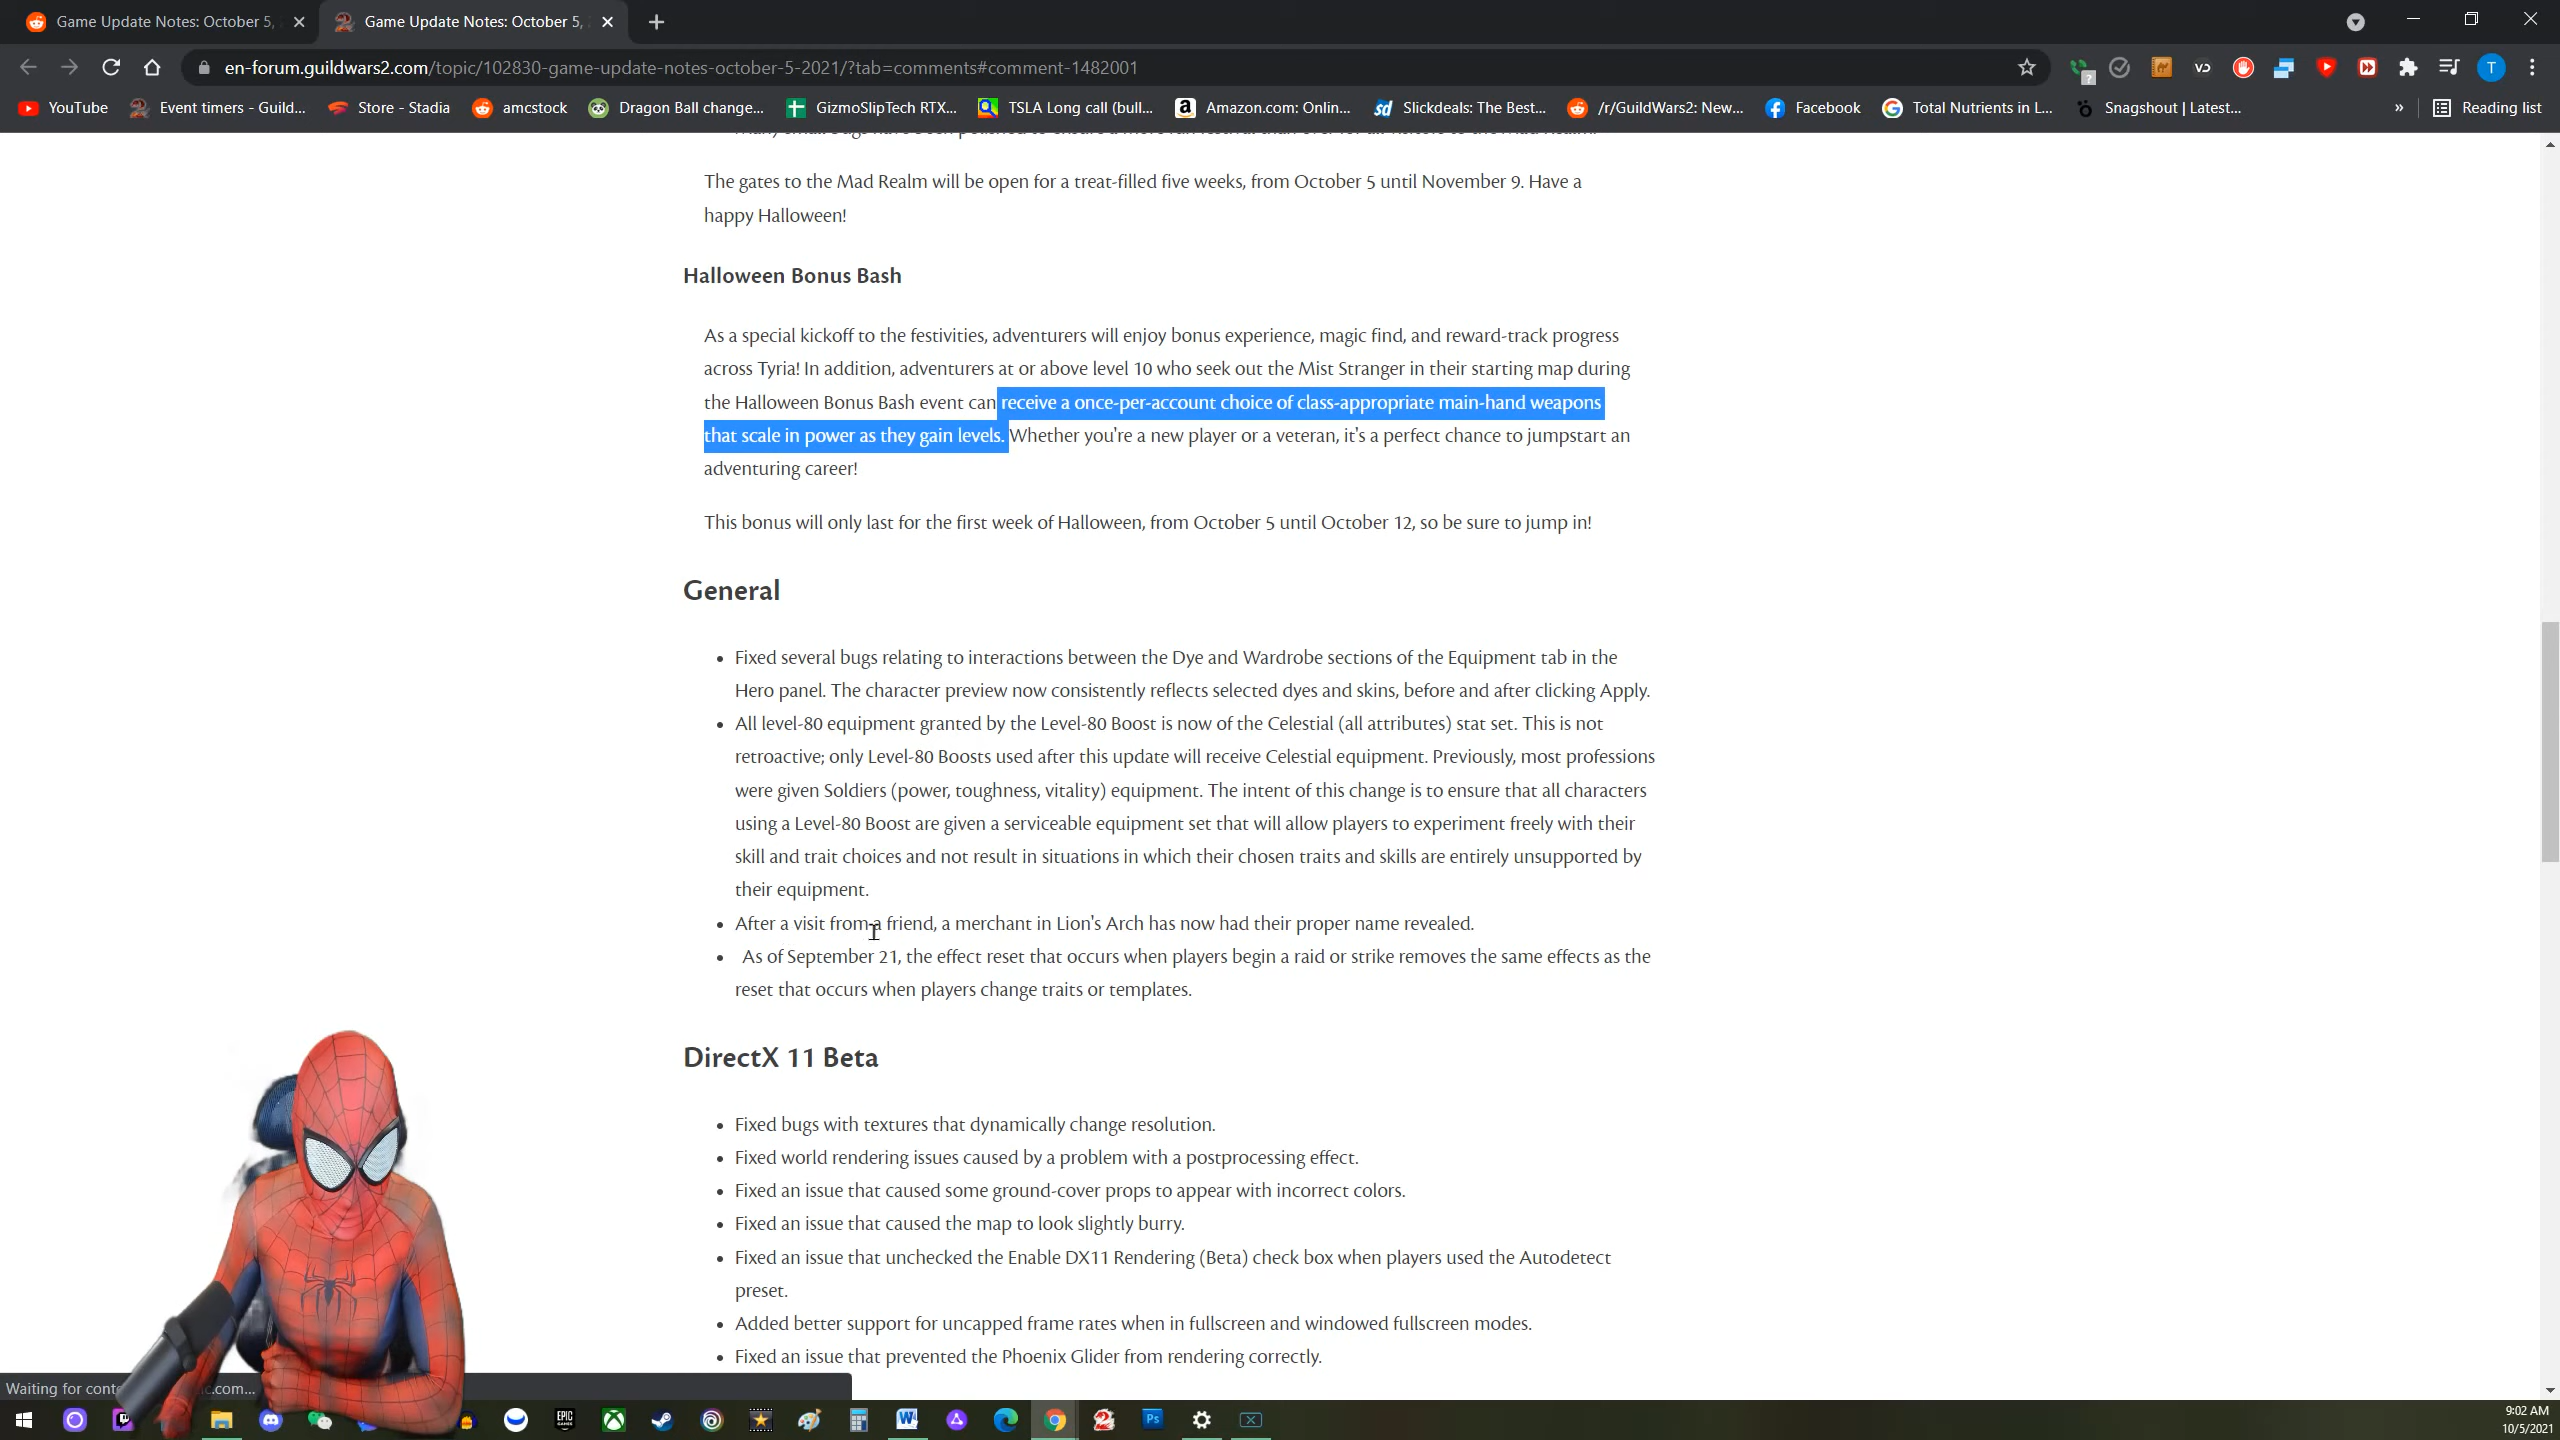 Game Update Notes: October 5,
Game Update Notes: October 5,
en-forum.guildwars2.com/topic/102830-game-update-notes-october-5-2021/?tab=comments#comment-1482001
YouTube
Event timers - Guild...
Store - Stadia
amcstock
Dragon Ball change...
GizmoSlipTech RTX...
TSLA Long call (bull...
Amazon.com: Onlin...
Slickdeals: The Best...
/r/GuildWars2: New...
Facebook
Total Nutrients in L...
Snagshout | Latest...
»
Reading list
The gates to the Mad Realm will be open for a treat-filled five weeks, from October 5 until November 9. Have a
happy Halloween!
Halloween Bonus Bash
As a special kickoff to the festivities, adventurers will enjoy bonus experience, magic find, and reward-track progress
across Tyria! In addition, adventurers at or above level 10 who seek out the Mist Stranger in their starting map during
the Halloween Bonus Bash event can receive a once-per-account choice of class-appropriate main-hand weapons
that scale in power as they gain levels. Whether you're a new player or a veteran, it's a perfect chance to jumpstart an
adventuring career!
This bonus will only last for the first week of Halloween, from October 5 until October 12, so be sure to jump in!
General
• Fixed several bugs relating to interactions between the Dye and Wardrobe sections of the Equipment tab in the
Hero panel. The character preview now consistently reflects selected dyes and skins, before and after clicking Apply.
• All level-80 equipment granted by the Level-80 Boost is now of the Celestial (all attributes) stat set. This is not
retroactive; only Level-80 Boosts used after this update will receive Celestial equipment. Previously, most professions
were given Soldiers (power, toughness, vitality) equipment. The intent of this change is to ensure that all characters
using a Level-80 Boost are given a serviceable equipment set that will allow players to experiment freely with their
skill and trait choices and not result in situations in which their chosen traits and skills are entirely unsupported by
their equipment.
• After a visit from a friend, a merchant in Lion's Arch has now had their proper name revealed.
• As of September 21, the effect reset that occurs when players begin a raid or strike removes the same effects as the
reset that occurs when players change traits or templates.
DirectX 11 Beta
• Fixed bugs with textures that dynamically change resolution.
• Fixed world rendering issues caused by a problem with a postprocessing effect.
• Fixed an issue that caused some ground-cover props to appear with incorrect colors.
• Fixed an issue that caused the map to look slightly burry.
• Fixed an issue that unchecked the Enable DX11 Rendering (Beta) check box when players used the Autodetect
preset.
• Added better support for uncapped frame rates when in fullscreen and windowed fullscreen modes.
• Fixed an issue that prevented the Phoenix Glider from rendering correctly.
Waiting for cont c.com...
9:02 AM
10/5/2021